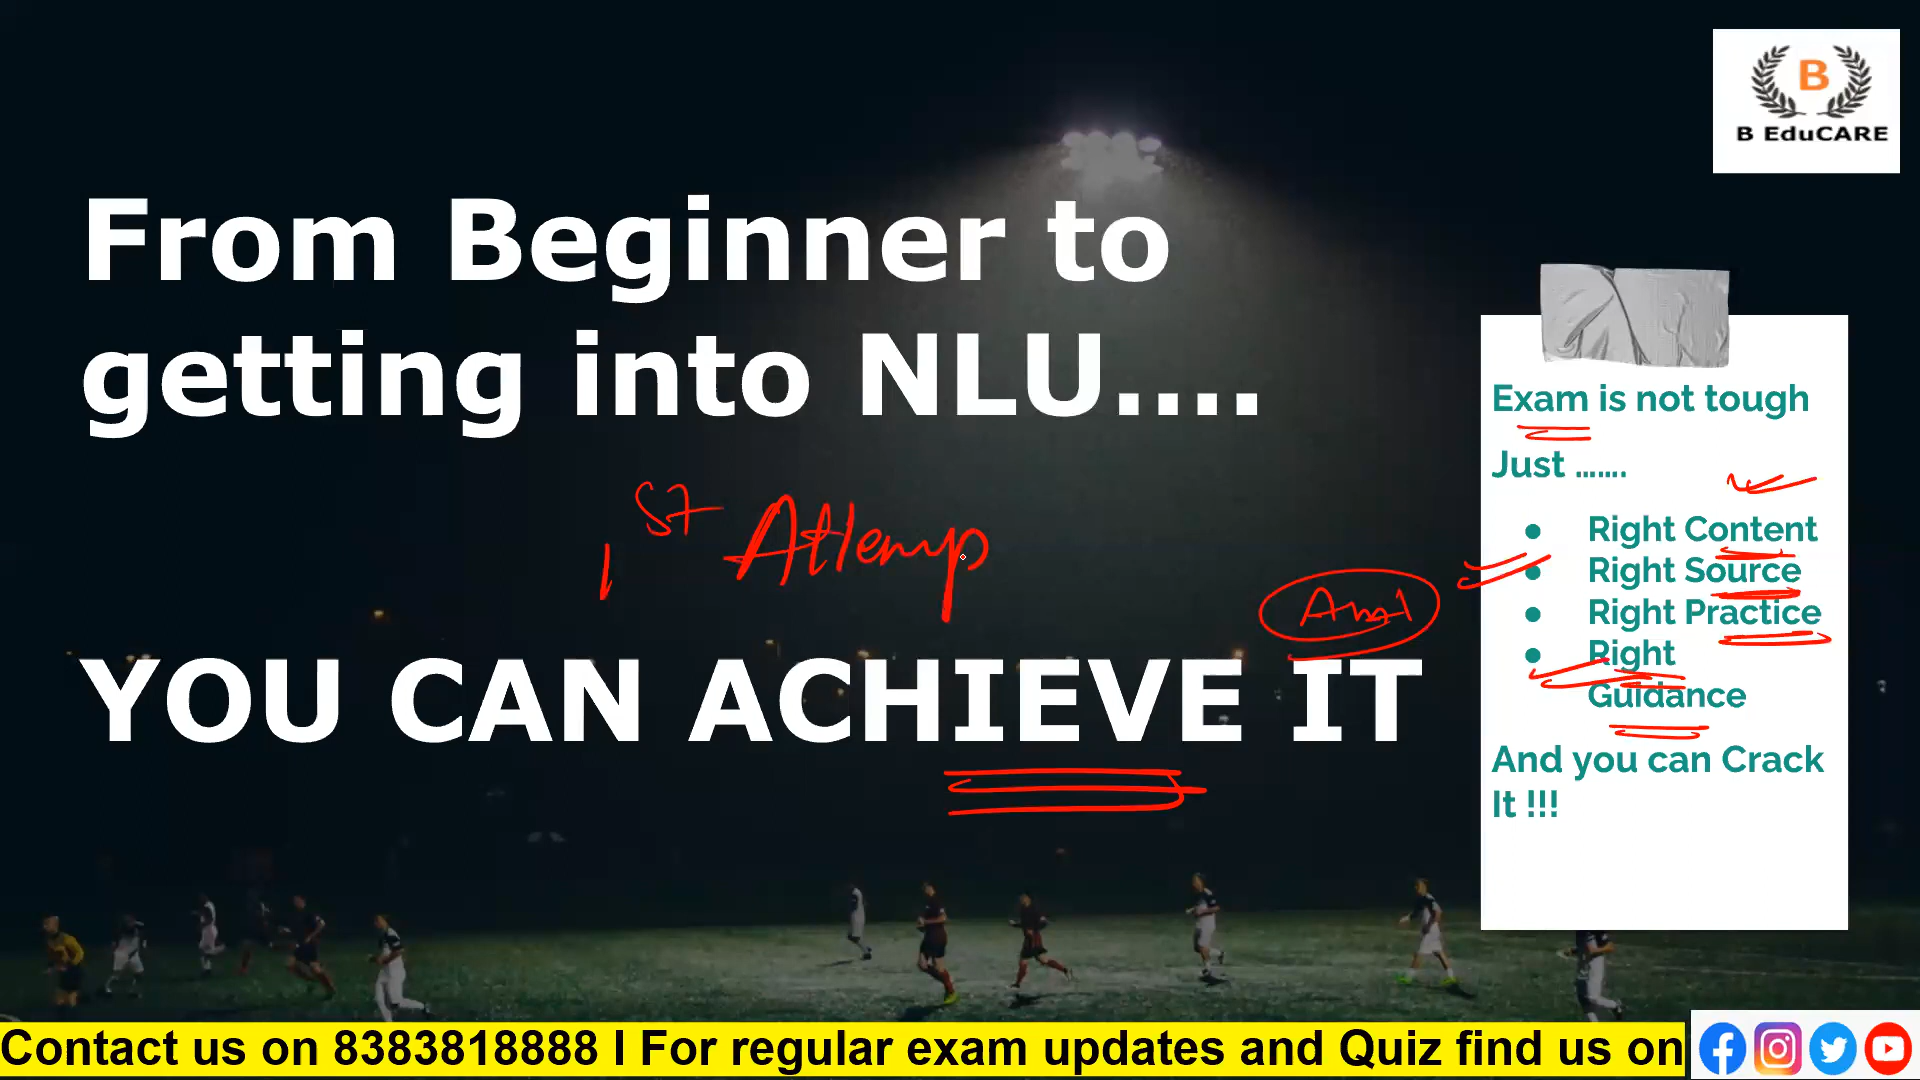 B
B EduCARE
From Beginner to
getting into NLU....
1st Attemp
YOU CAN ACHIEVE IT
Exam is not tough
Just .......
● Right Content
● Right Source
● Right Practice
● Right
Guidance
And you can Crack
It !!!
Contact us on 8383818888 l For regular exam updates and Quiz find us on